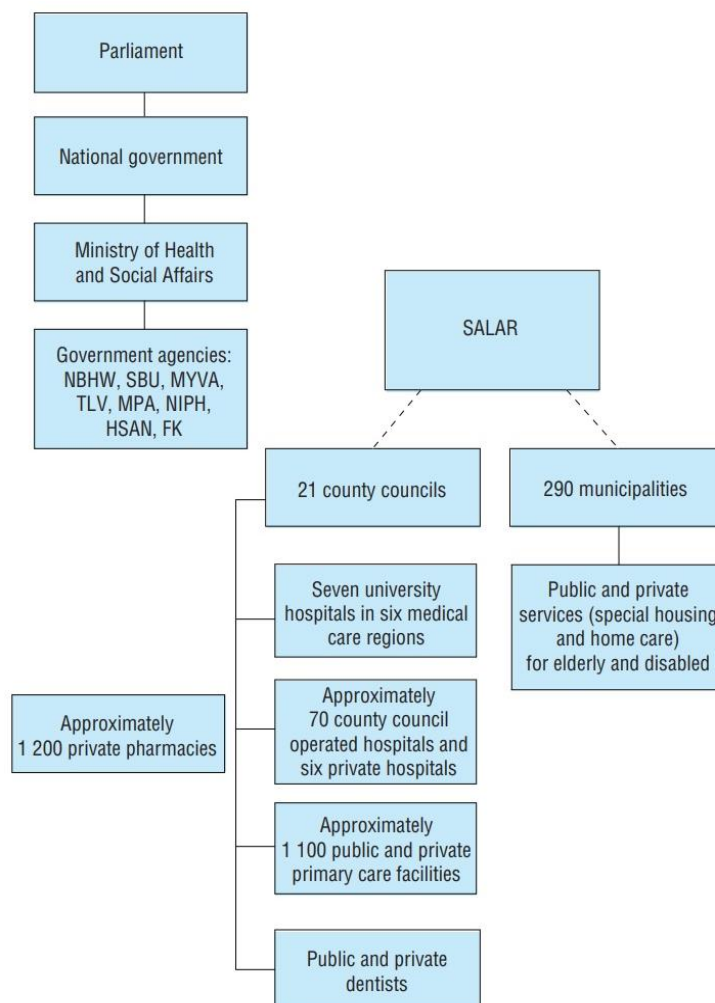 Parliament
National government
Ministry of Health
and Social Affairs
Government agencies:
NBHW, SBU, MYVA,
TLV, MPA, NIPH,
HSAN, FK
SALAR
21 county councils
290 municipalities
Seven university
hospitals in six medical
care regions
Public and private
services (special housing
and home care)
for elderly and disabled
Approximately
1 200 private pharmacies
Approximately
70 county council
operated hospitals and
six private hospitals
Approximately
1 100 public and private
primary care facilities
Public and private
dentists